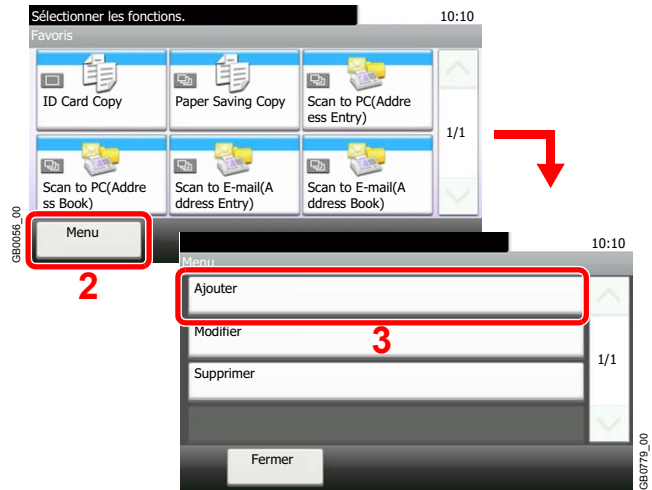 Sélectionner les fonctions.
10:10
Favoris
ID Card Copy
Paper Saving Copy
Scan to PC(Addre
ess Entry)
1/1
Scan to PC(Addre
ss Book)
Scan to E-mail(A
ddress Entry)
Scan to E-mail(A
ddress Book)
GB0056_00
Menu
2
10:10
Menu
Ajouter
3
Modifier
1/1
Supprimer
Fermer
GB0779_00